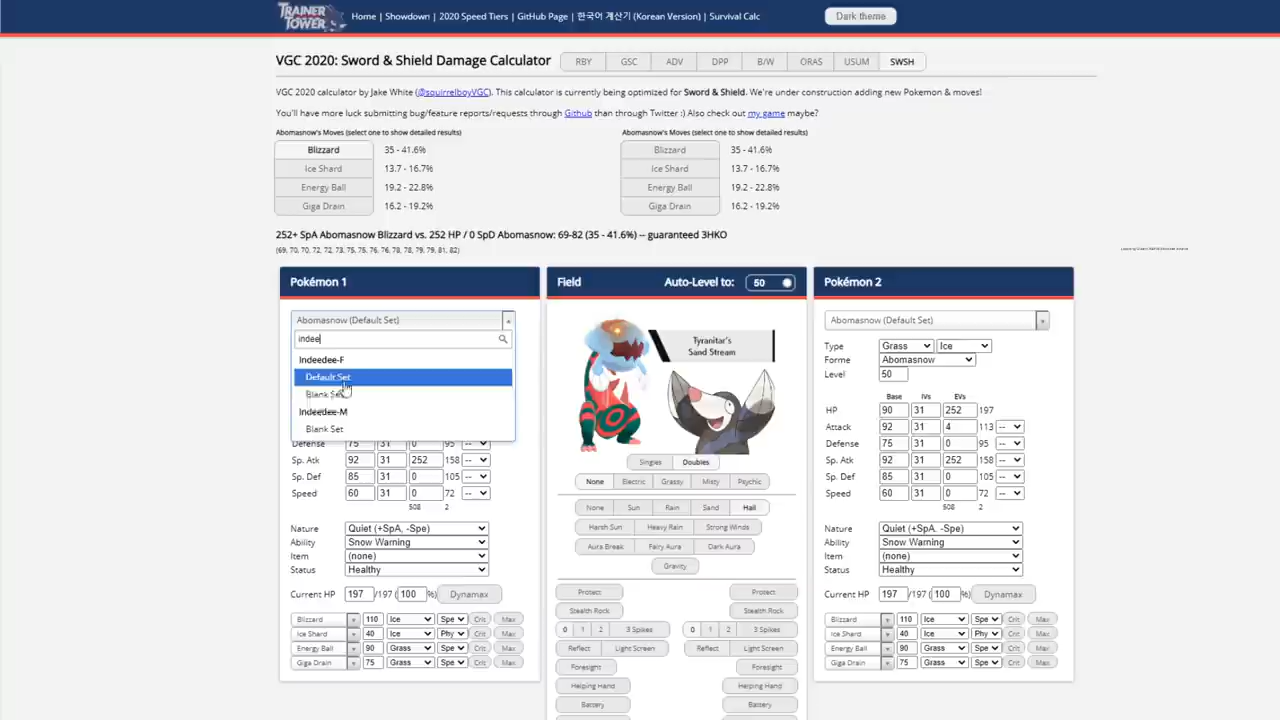 TRAINER TOWER
Home | Showdown | 2020 Speed Tiers | GitHub Page | 한국어 계산기 (Korean Version) | Survival Calc
Dark theme
VGC 2020: Sword & Shield Damage Calculator
RBY GSC ADV DPP B/W ORAS USUM SWSH
VGC 2020 calculator by Jake White (@squirrelboyVGC). This calculator is currently being optimized for Sword & Shield. We're under construction adding new Pokemon & moves!
You'll have more luck submitting bug/feature reports/requests through Github than through Twitter :) Also check out my game maybe?
Abomasnow's Moves (select one to show detailed results)
Blizzard 35 - 41.6%
Ice Shard 13.7 - 16.7%
Energy Ball 19.2 - 22.8%
Giga Drain 16.2 - 19.2%
Abomasnow's Moves (select one to show detailed results)
Blizzard 35 - 41.6%
Ice Shard 13.7 - 16.7%
Energy Ball 19.2 - 22.8%
Giga Drain 16.2 - 19.2%
252+ SpA Abomasnow Blizzard vs. 252 HP / 0 SpD Abomasnow: 69-82 (35 - 41.6%) -- guaranteed 3HKO
(69, 70, 70, 72, 72, 73, 75, 75, 76, 76, 78, 78, 79, 79, 81, 82)
Pokémon 1
Abomasnow (Default Set)
indee
Indeedee-F
Default Set
Blank Set
Indeedee-M
Blank Set
Defense 75 31 0 95 --
Sp. Atk 92 31 252 158 --
Sp. Def 85 31 0 105 --
Speed 60 31 0 72 --
508 2
Nature Quiet (+SpA, -Spe)
Ability Snow Warning
Item (none)
Status Healthy
Current HP 197 /197 ( 100 %) Dynamax
Blizzard 110 Ice Spe Crit Max
Ice Shard 40 Ice Phy Crit Max
Energy Ball 90 Grass Spe Crit Max
Giga Drain 75 Grass Spe Crit Max
Field Auto-Level to: 50
Tyranitar's
Sand Stream
Singles Doubles
None Electric Grassy Misty Psychic
None Sun Rain Sand Hail
Harsh Sun Heavy Rain Strong Winds
Aura Break Fairy Aura Dark Aura
Gravity
Protect Protect
Stealth Rock Stealth Rock
0 1 2 3 Spikes 0 1 2 3 Spikes
Reflect Light Screen Reflect Light Screen
Foresight Foresight
Helping Hand Helping Hand
Battery Battery
Pokémon 2
Abomasnow (Default Set)
Type Grass Ice
Forme Abomasnow
Level 50
Base IVs EVs
HP 90 31 252 197
Attack 92 31 4 113 --
Defense 75 31 0 95 --
Sp. Atk 92 31 252 158 --
Sp. Def 85 31 0 105 --
Speed 60 31 0 72 --
508 2
Nature Quiet (+SpA, -Spe)
Ability Snow Warning
Item (none)
Status Healthy
Current HP 197 /197 ( 100 %) Dynamax
Blizzard 110 Ice Spe Crit Max
Ice Shard 40 Ice Phy Crit Max
Energy Ball 90 Grass Spe Crit Max
Giga Drain 75 Grass Spe Crit Max